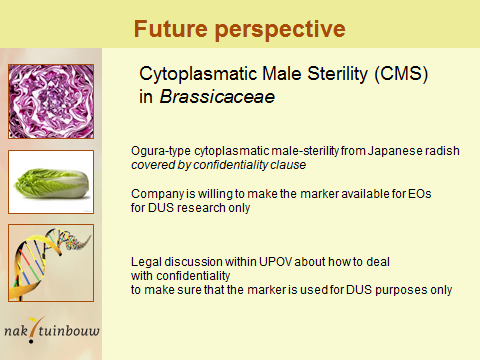 Future perspective
Cytoplasmatic Male Sterility (CMS)
in Brassicaceae
Ogura-type cytoplasmatic male-sterility from Japanese radish
covered by confidentiality clause
Company is willing to make the marker available for EOs
for DUS research only
Legal discussion within UPOV about how to deal
with confidentiality
to make sure that the marker is used for DUS purposes only
nak tuinbouw